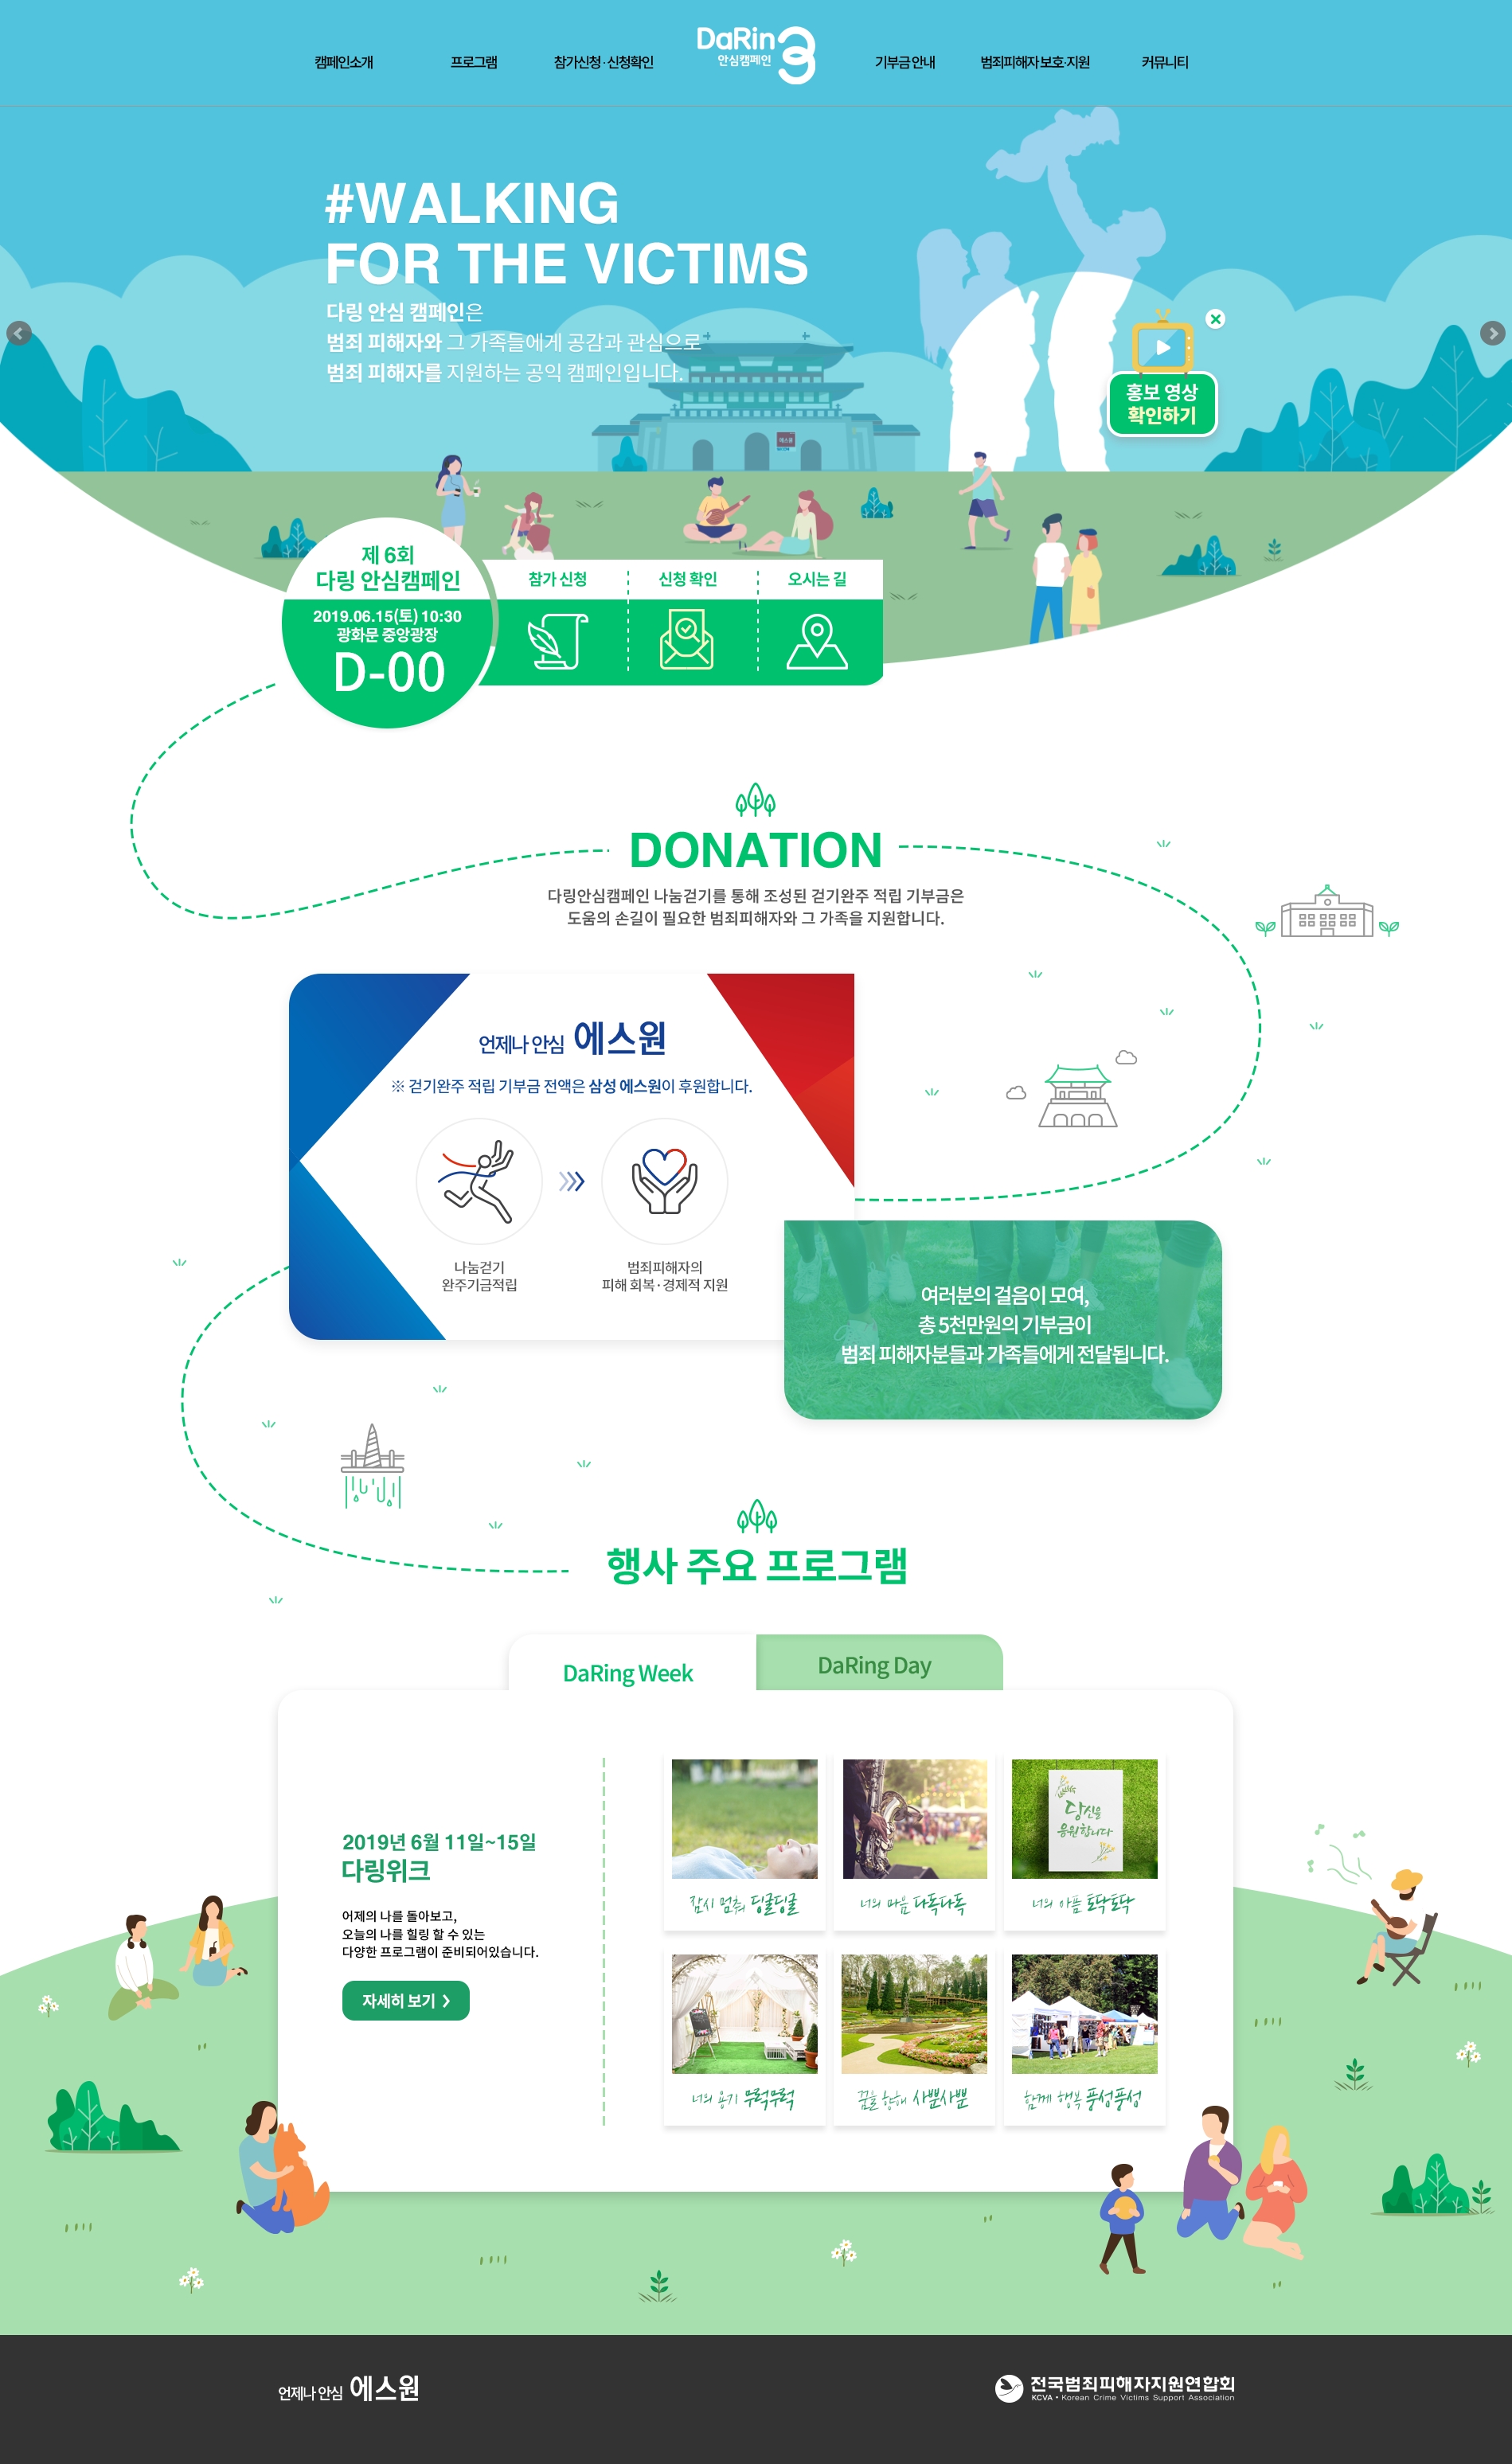 캠페인소개
프로그램
참가신청 · 신청확인
DaRing
안심캠페인
기부금 안내
범죄피해자 보호·지원
커뮤니티
#WALKING
FOR THE VICTIMS
다링 안심 캠페인은
범죄 피해자와 그 가족들에게 공감과 관심으로
범죄 피해자를 지원하는 공익 캠페인입니다.
에스원
홍보 영상
확인하기
제 6회
다링 안심캠페인
2019.06.15(토) 10:30
광화문 중앙광장
D-00
참가 신청
신청 확인
오시는 길
DONATION
다링안심캠페인 나눔걷기를 통해 조성된 걷기완주 적립 기부금은
도움의 손길이 필요한 범죄피해자와 그 가족을 지원합니다.
언제나 안심 에스원
※ 걷기완주 적립 기부금 전액은 삼성 에스원이 후원합니다.
나눔걷기
완주기금적립
범죄피해자의
피해 회복 · 경제적 지원
여러분의 걸음이 모여,
총 5천만원의 기부금이
범죄 피해자분들과 가족들에게 전달됩니다.
행사 주요 프로그램
DaRing Week
DaRing Day
2019년 6월 11일~15일
다링위크
어제의 나를 돌아보고,
오늘의 나를 힐링 할 수 있는
다양한 프로그램이 준비되어있습니다.
자세히 보기
당신을
응원합니다
잠시 멈춰 딩굴딩굴
너의 마음 다독다독
너의 아픔 토닥토닥
너의 용기 무럭무럭
꿈을 향해 사뿐사뿐
함께 행복 풍성풍성
언제나 안심 에스원
전국범죄피해자지원연합회
KCVA • Korean Crime Victims Support Association